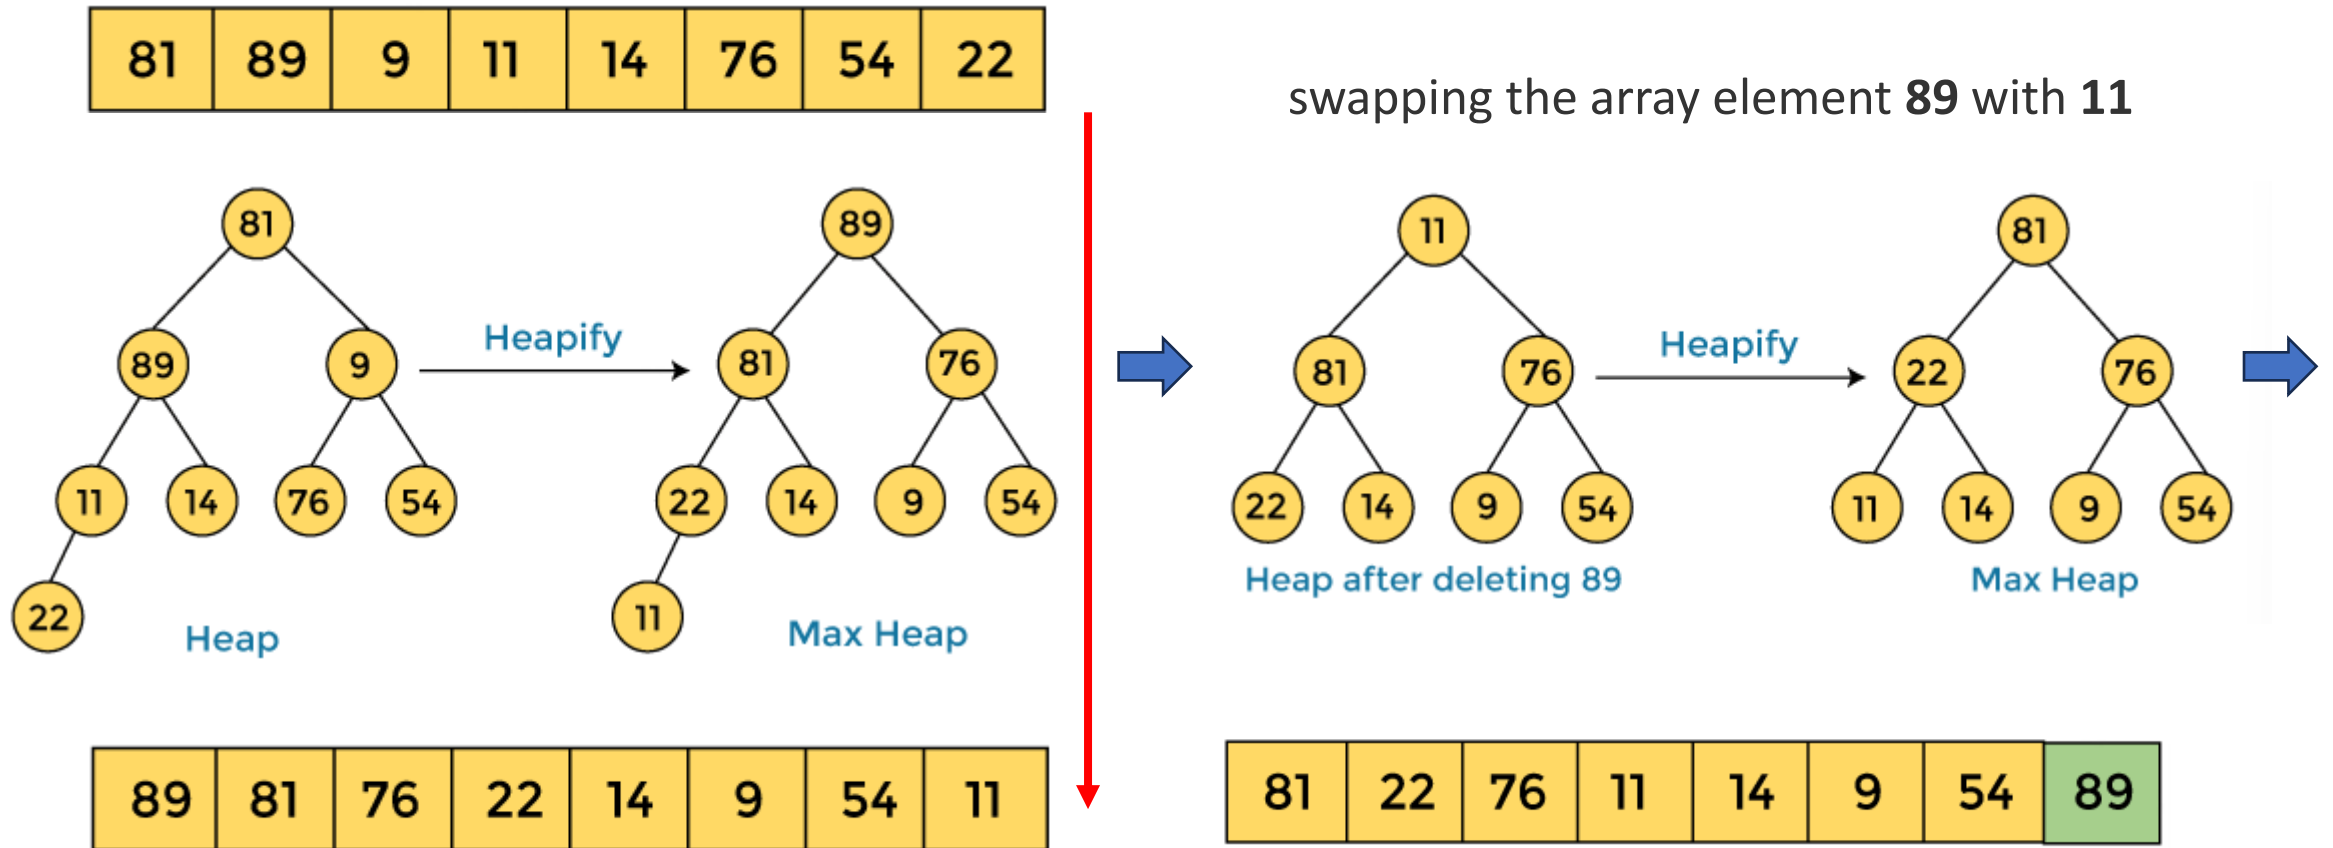 81 89 9 11 14 76 54 22
81
89 9
11 14 76 54
22
Heap
Heapify
89
81 76
22 14 9 54
11
Max Heap
89 81 76 22 14 9 54 11
swapping the array element 89 with 11
11
81 76
22 14 9 54
Heap after deleting 89
Heapify
81
22 76
11 14 9 54
Max Heap
81 22 76 11 14 9 54 89